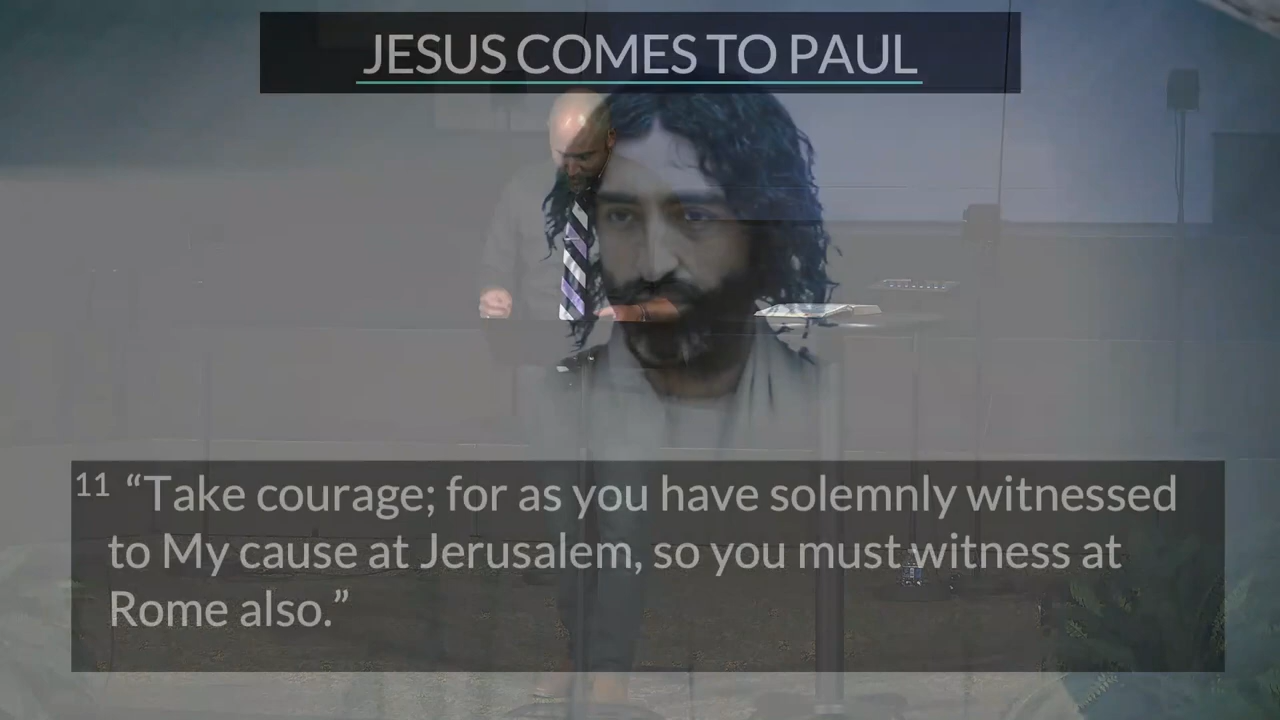 JESUS COMES TO PAUL
11 “Take courage; for as you have solemnly witnessed
to My cause at Jerusalem, so you must witness at
Rome also.”